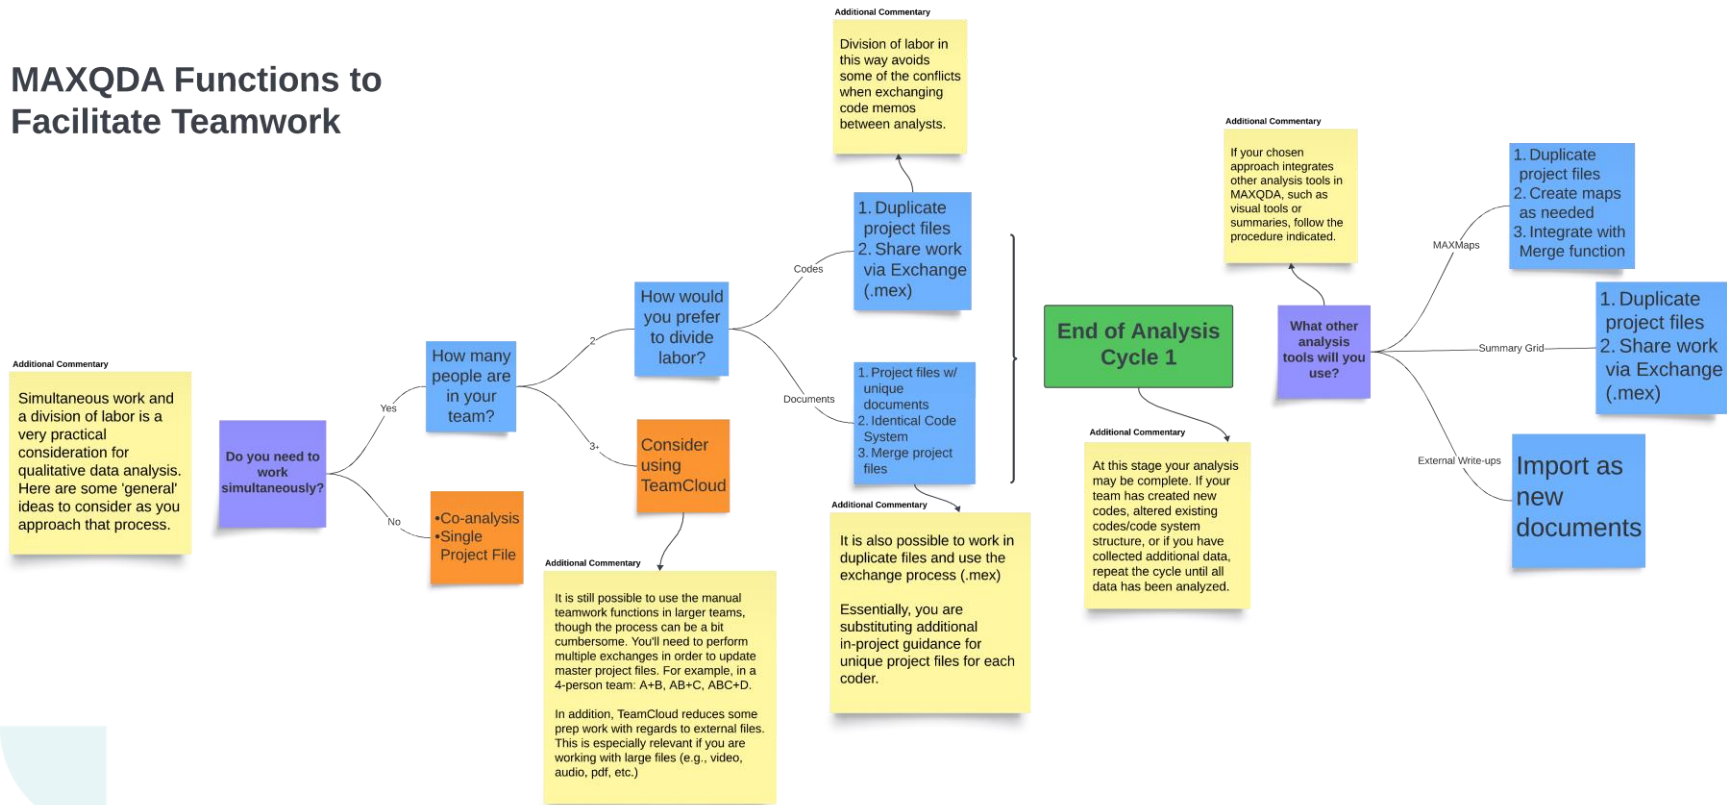 MAXQDA Functions to
Facilitate Teamwork
Additional Commentary
Simultaneous work and
a division of labor is a
very practical
consideration for
qualitative data analysis.
Here are some 'general'
ideas to consider as you
approach that process.
Do you need to
work
simultaneously?
Yes
No
How many
people are
in your
team?
•Co-analysis
•Single
Project File
2
3+
How would
you prefer
to divide
labor?
Consider
using
TeamCloud
Additional Commentary
It is still possible to use the manual
teamwork functions in larger teams,
though the process can be a bit
cumbersome. You'll need to perform
multiple exchanges in order to update
master project files. For example, in a
4-person team: A+B, AB+C, ABC+D.
In addition, TeamCloud reduces some
prep work with regards to external files.
This is especially relevant if you are
working with large files (e.g., video,
audio, pdf, etc.)
Codes
Documents
Additional Commentary
Division of labor in
this way avoids
some of the conflicts
when exchanging
code memos
between analysts.
1. Duplicate
project files
2. Share work
via Exchange
(.mex)
1. Project files w/
unique
documents
2. Identical Code
System
3. Merge project
files
Additional Commentary
It is also possible to work in
duplicate files and use the
exchange process (.mex)
Essentially, you are
substituting additional
in-project guidance for
unique project files for each
coder.
End of Analysis
Cycle 1
Additional Commentary
At this stage your analysis
may be complete. If your
team has created new
codes, altered existing
codes/code system
structure, or if you have
collected additional data,
repeat the cycle until all
data has been analyzed.
Additional Commentary
If your chosen
approach integrates
other analysis tools in
MAXQDA, such as
visual tools or
summaries, follow the
procedure indicated.
What other
analysis
tools will you
use?
MAXMaps
Summary Grid
External Write-ups
1. Duplicate
project files
2. Create maps
as needed
3. Integrate with
Merge function
1. Duplicate
project files
2. Share work
via Exchange
(.mex)
Import as
new
documents